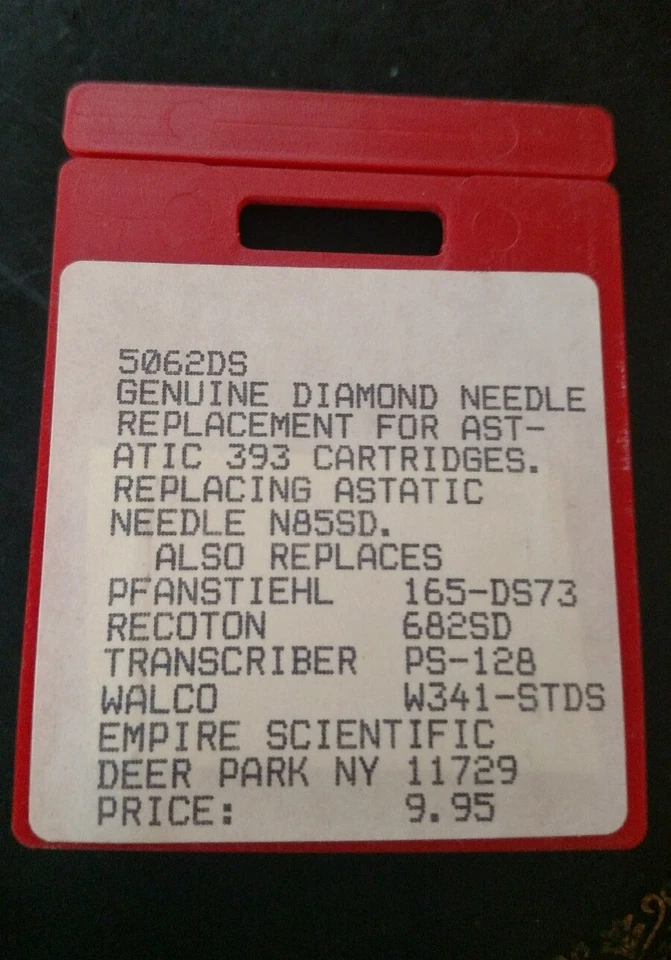 5062DS
GENUINE DIAMOND NEEDLE
REPLACEMENT FOR AST-
ATIC 393 CARTRIDGES.
REPLACING ASTATIC
NEEDLE N85SD.
ALSO REPLACES
PFANSTIEHL 165-DS73
RECOTON 682SD
TRANSCRIBER PS-128
WALCO W341-STDS
EMPIRE SCIENTIFIC
DEER PARK NY 11729
PRICE: 9.95